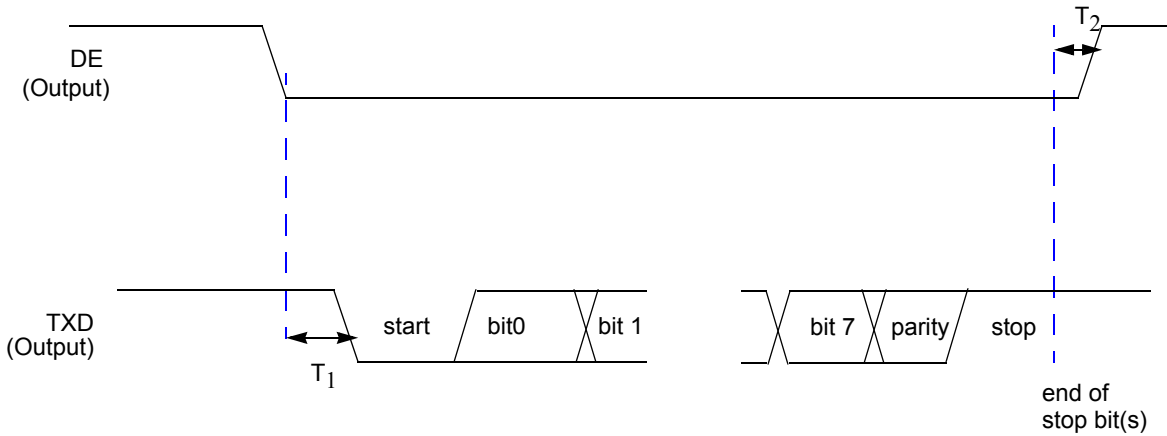 T2
DE
(Output)
TXD
(Output)
start
bit0
bit 1
bit 7
parity
stop
T1
end of
stop bit(s)